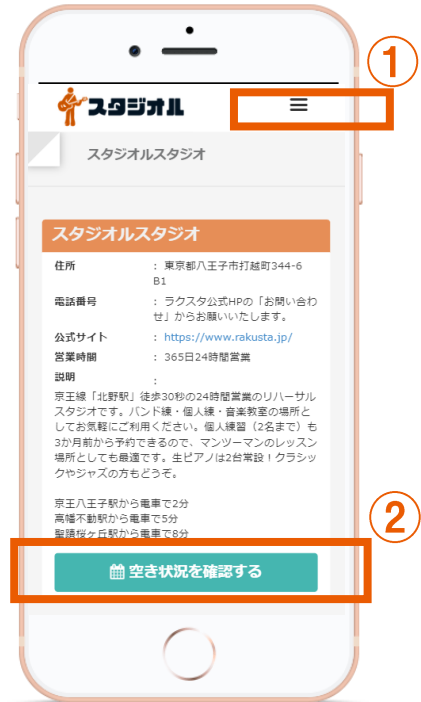 ①
スタジオル
スタジオルスタジオ
スタジオルスタジオ
住所 : 東京都八王子市打越町344-6
B1
電話番号 : ラクスタ公式HPの「お問い合わ
せ」からお願いいたします。
公式サイト : https://www.rakusta.jp/
営業時間 : 365日24時間営業
説明 :
京王線「北野駅」徒歩30秒の24時間営業のリハーサル
スタジオです。バンド練・個人練・音楽教室の場所と
してお気軽にご利用ください。個人練習（2名まで）も
3か月前から予約できるので、マンツーマンのレッスン
場所としても最適です。生ピアノは2台常設！クラシッ
クやジャズの方もどうぞ。
京王八王子駅から電車で2分
高幡不動駅から電車で5分
聖蹟桜ヶ丘駅から電車で8分
②
空き状況を確認する